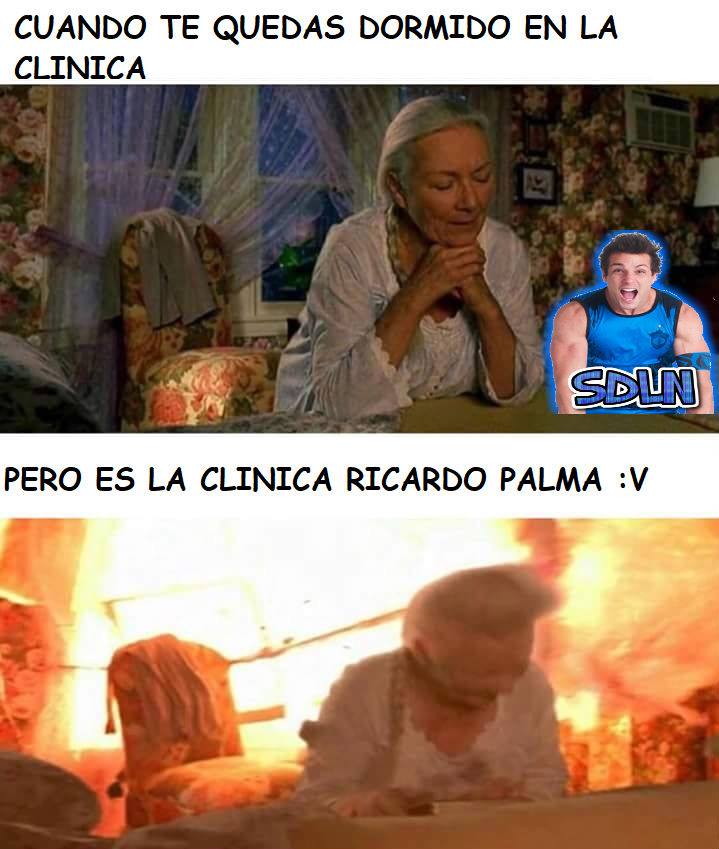 CUANDO TE QUEDAS DORMIDO EN LA
CLINICA
SDLN
PERO ES LA CLINICA RICARDO PALMA :V